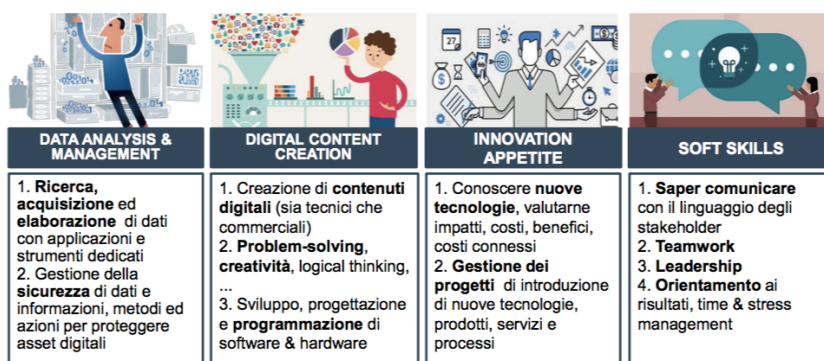 DATA ANALYSIS &
MANAGEMENT
1. Ricerca,
acquisizione ed
elaborazione di dati
con applicazioni e
strumenti dedicati
2. Gestione della
sicurezza di dati e
informazioni, metodi ed
azioni per proteggere
asset digitali
DIGITAL CONTENT
CREATION
1. Creazione di contenuti
digitali (sia tecnici che
commerciali)
2. Problem-solving,
creatività, logical thinking,
...
3. Sviluppo, progettazione
e programmazione di
software & hardware
27
INNOVATION
APPETITE
1. Conoscere nuove
tecnologie, valutarne
impatti, costi, benefici,
costi connessi
2. Gestione dei
progetti di introduzione
di nuove tecnologie,
prodotti, servizi e
processi
SOFT SKILLS
1. Saper comunicare
con il linguaggio degli
stakeholder
2. Teamwork
3. Leadership
4. Orientamento ai
risultati, time & stress
management